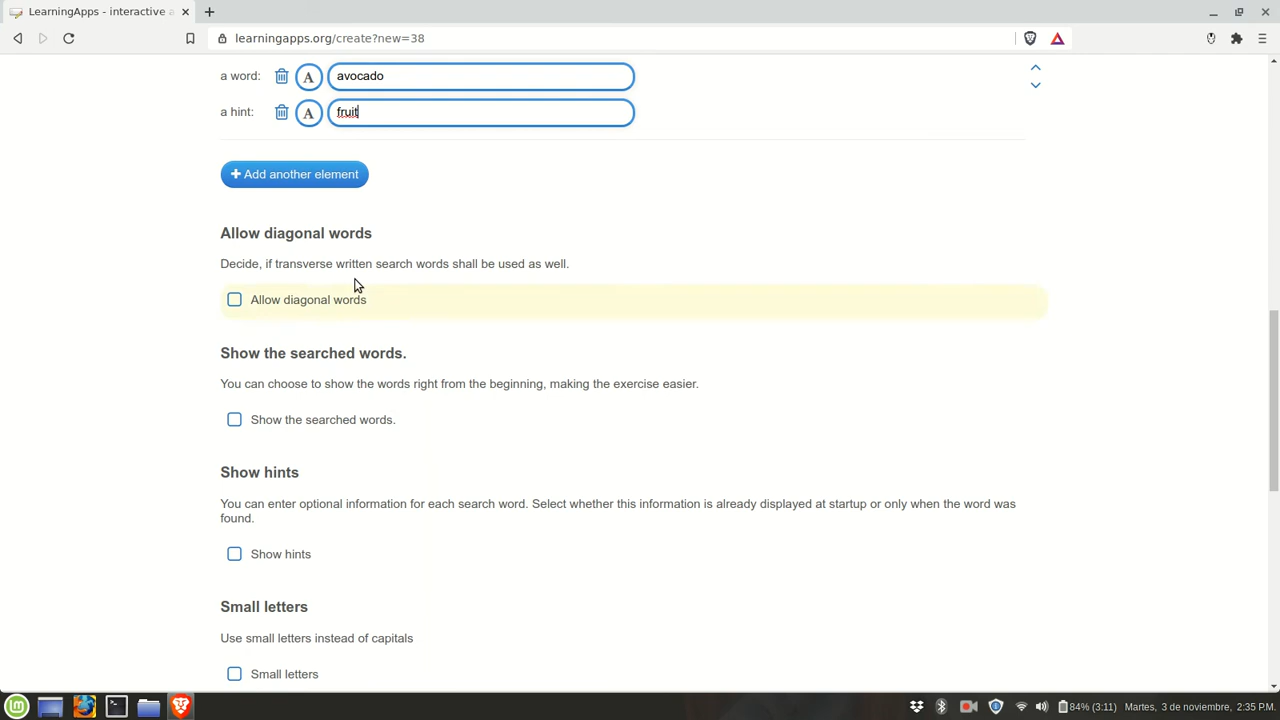 LearningApps - interactive a
learningapps.org/create?new=38
a word: A avocado
a hint: A fruit
+ Add another element
Allow diagonal words
Decide, if transverse written search words shall be used as well.
Allow diagonal words
Show the searched words.
You can choose to show the words right from the beginning, making the exercise easier.
Show the searched words.
Show hints
You can enter optional information for each search word. Select whether this information is already displayed at startup or only when the word was
found.
Show hints
Small letters
Use small letters instead of capitals
Small letters
84% (3:11) Martes, 3 de noviembre, 2:35 P.M.